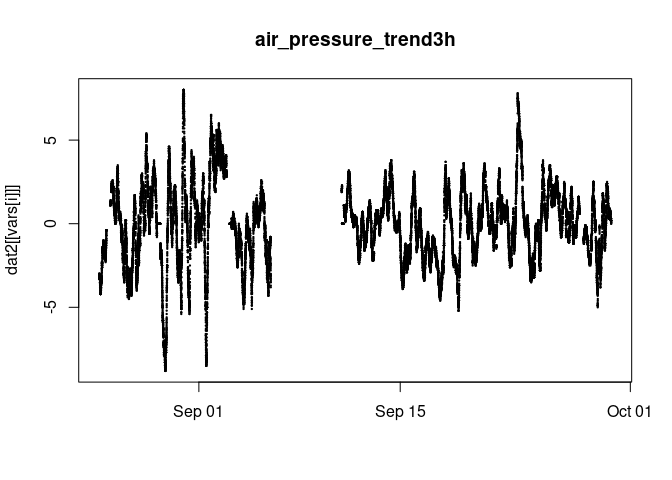 air_pressure_trend3h
dat2[[vars[i]]]
5
0
-5
Sep 01
Sep 15
Oct 01